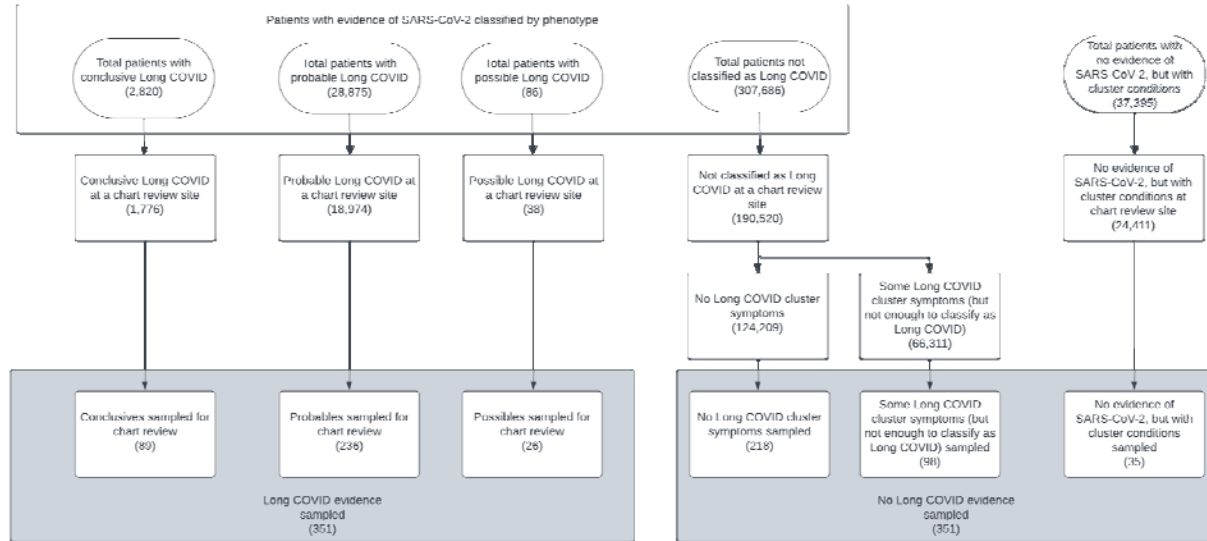 Patients with evidence of SARS-CoV-2 classified by phenotype
Total patients with
conclusive Long COVID
(2,820)
Total patients with
probable Long COVID
(28,875)
Total patients with
possible Long COVID
(86)
Total patients not
classified as Long COVID
(307,686)
Total patients with
no evidence of
SARS CoV 2, but with
cluster conditions
(37,395)
Conclusive Long COVID
at a chart review site
(1,776)
Probable Long COVID at
a chart review site
(18,974)
Possible Long COVID at
a chart review site
(38)
Not classified as Long
COVID at a chart review
site
(190,520)
No evidence of
SARS-CoV-2, but with
cluster conditions at
chart review site
(24,411)
No Long COVID cluster
symptoms
(124,209)
Some Long COVID
cluster symptoms (but
not enough to classify as
Long COVID)
(66,311)
Conclusives sampled for
chart review
(89)
Probables sampled for
chart review
(236)
Possibles sampled for
chart review
(26)
No Long COVID cluster
symptoms sampled
(218)
Some Long COVID
cluster symptoms (but
not enough to classify as
Long COVID) sampled
(98)
No evidence of
SARS-CoV-2, but with
cluster conditions
sampled
(35)
Long COVID evidence
sampled
(351)
No Long COVID evidence
sampled
(351)